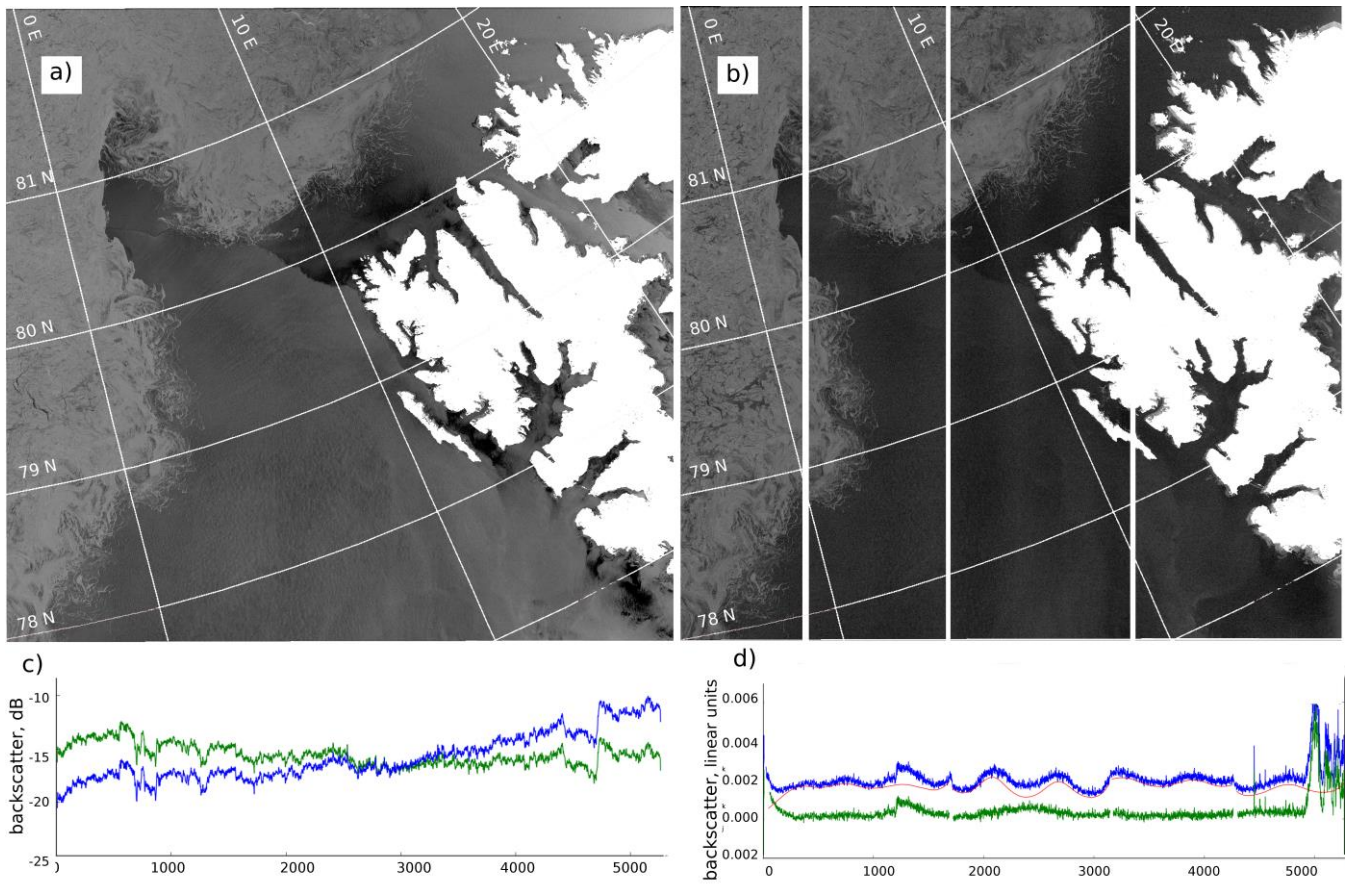 0 E
10 E
20 E
a)
81 N
80 N
79 N
78 N
0 E
10 E
20
b)
81 N
80 N
79 N
78 N
c)
backscatter, dB
-10
-15
-20
-25
0
1000
2000
3000
4000
5000
d)
backscatter, linear units
0.006
0.004
0.002
0.000
0.002
0
1000
2000
3000
4000
5000